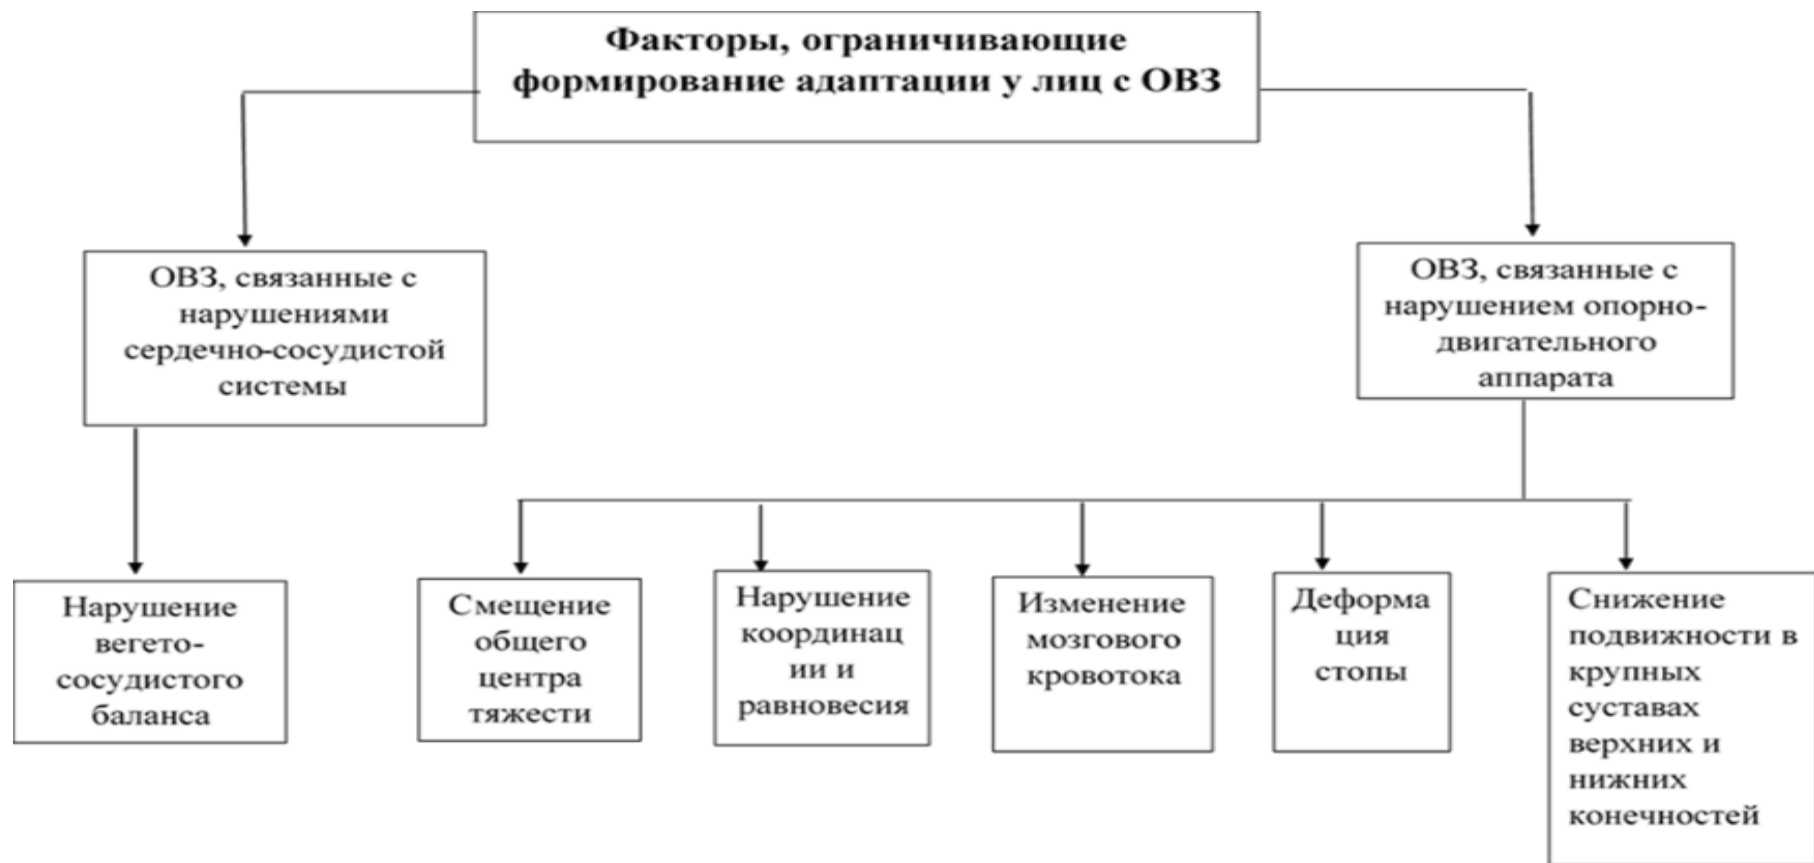 Факторы, ограничивающие
формирование адаптации у лиц с ОВЗ
ОВЗ, связанные с
нарушениями
сердечно-сосудистой
системы
ОВЗ, связанные с
нарушением опорно-
двигательного
аппарата
Нарушение
вегето-
сосудистого
баланса
Смещение
общего
центра
тяжести
Нарушение
координац
ии и
равновесия
Изменение
мозгового
кровотока
Деформа
ция
стопы
Снижение
подвижности в
крупных
суставах
верхних и
нижних
конечностей